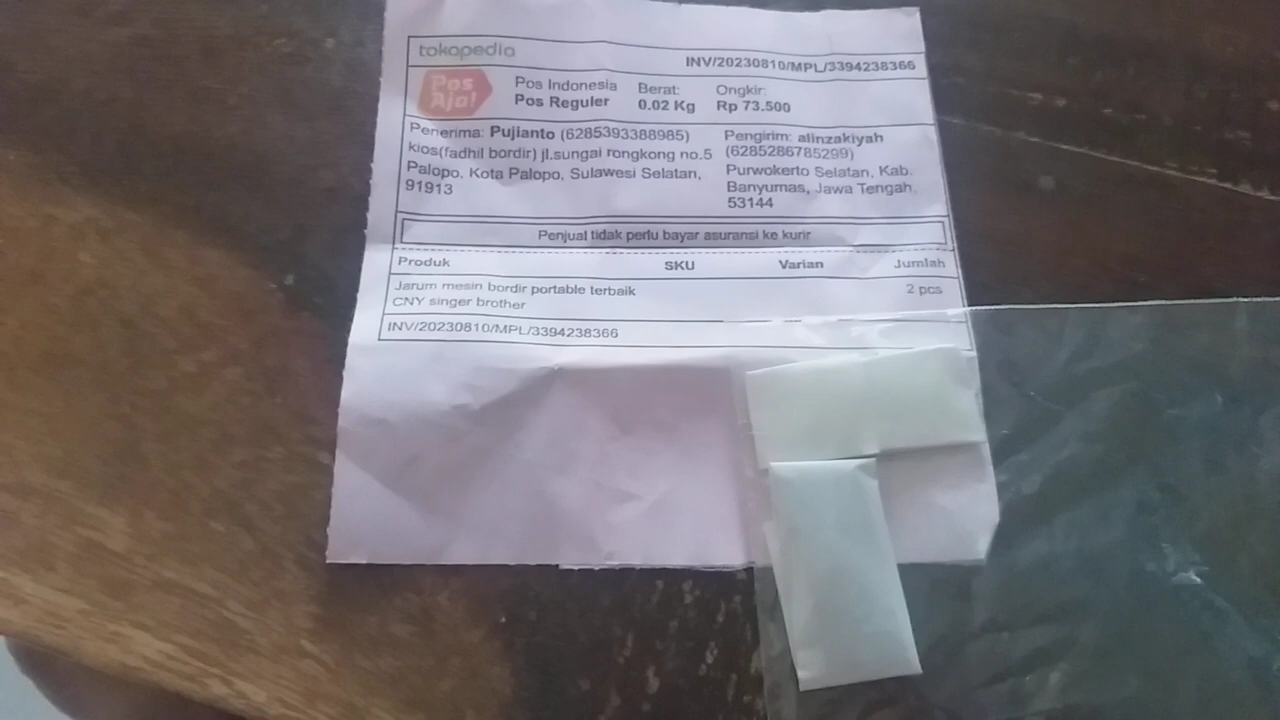 tokopedia
INV/20230810/MPL/3394238366
Pos Aja!
Pos Indonesia
Pos Reguler
Berat:
0.02 Kg
Ongkir:
Rp 73.500
Penerima: Pujianto (6285393388985)
kios(fadhil bordir) jl.sungai rongkong no.5
Palopo, Kota Palopo, Sulawesi Selatan,
91913
Pengirim: alinzakiyah
(6285286785299)
Purwokerto Selatan, Kab.
Banyumas, Jawa Tengah,
53144
Penjual tidak perlu bayar asuransi ke kurir
Produk SKU Varian Jumlah
Jarum mesin bordir portable terbaik 2 pcs
CNY singer brother
INV/20230810/MPL/3394238366